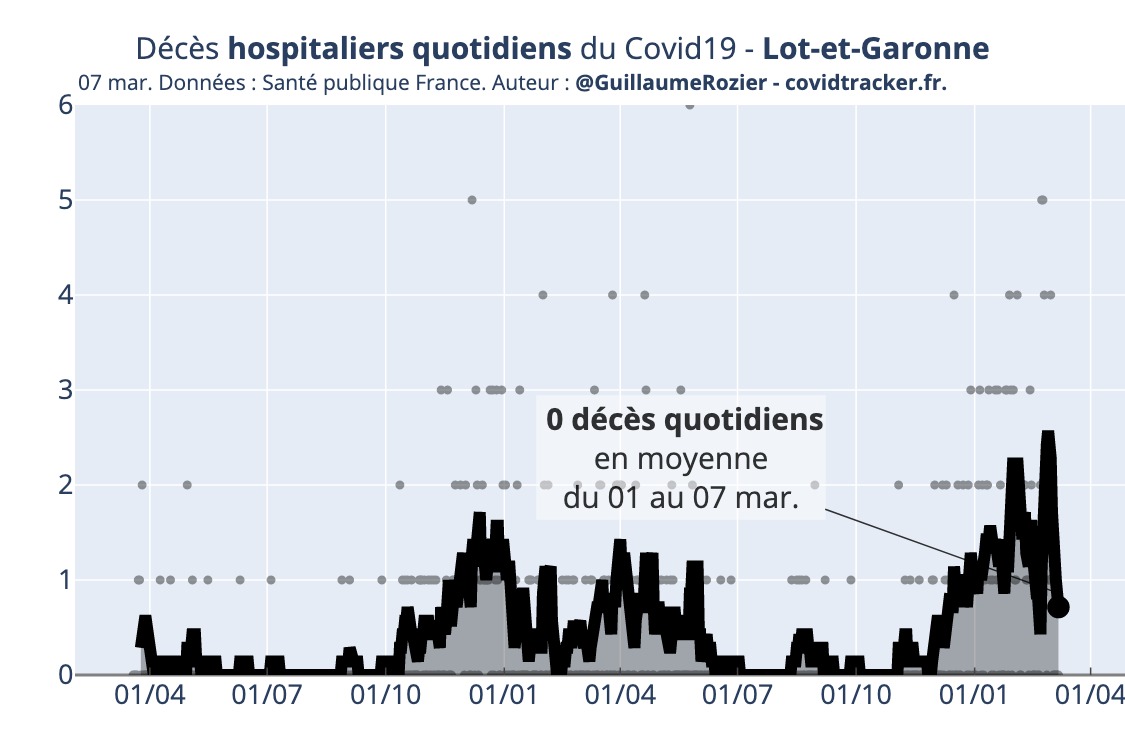 Décès hospitaliers quotidiens du Covid19 - Lot-et-Garonne
07 mar. Données : Santé publique France. Auteur : @GuillaumeRozier - covidtracker.fr.
6
5
4
3
0 décès quotidiens
en moyenne
2
du 01 au 07 mar.
1
0
01/04 01/07 01/10 01/01 01/04 01/07 01/10 01/01 01/04